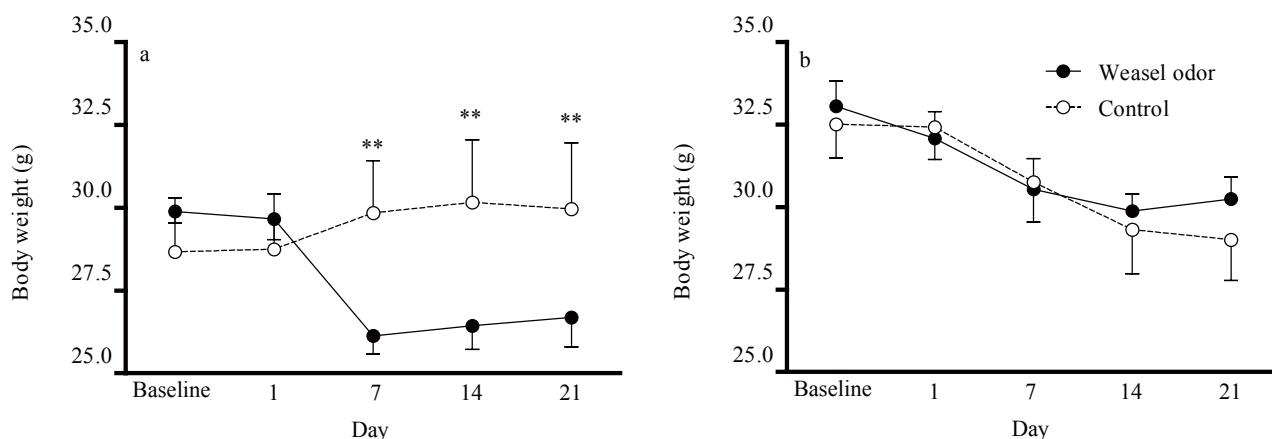 35.0
a
32.5
30.0
27.5
25.0
Body weight (g)
** ** **
Baseline 1 7 14 21
Day
35.0
b
Weasel odor
Control
32.5
30.0
27.5
25.0
Body weight (g)
Baseline 1 7 14 21
Day